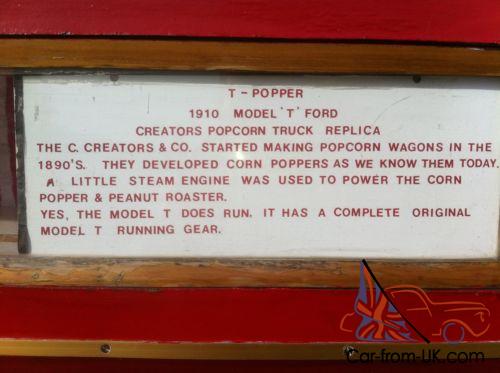 T - POPPER
1910 MODEL 'T' FORD
CREATORS POPCORN TRUCK REPLICA
THE C. CREATORS & CO. STARTED MAKING POPCORN WAGONS IN THE
1890'S. THEY DEVELOPED CORN POPPERS AS WE KNOW THEM TODAY.
A LITTLE STEAM ENGINE WAS USED TO POWER THE CORN
POPPER & PEANUT ROASTER.
YES, THE MODEL T DOES RUN. IT HAS A COMPLETE ORIGINAL
MODEL T RUNNING GEAR.
Car-from-UK.com